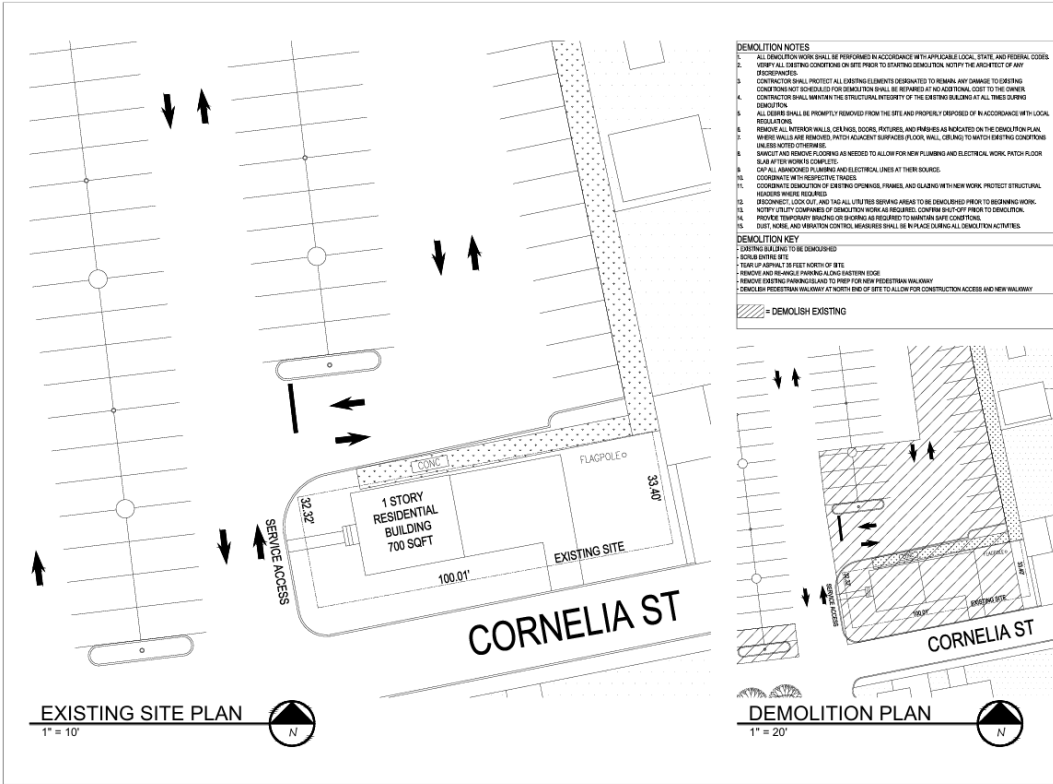 DEMOLITION NOTES
1. ALL DEMOLITION WORK SHALL BE PERFORMED IN ACCORDANCE WITH APPLICABLE LOCAL, STATE, AND FEDERAL CODES.
2. VERIFY ALL EXISTING CONDITIONS ON SITE PRIOR TO STARTING DEMOLITION. NOTIFY THE ARCHITECT OF ANY
DISCREPANCIES.
3. CONTRACTOR SHALL PROTECT ALL EXISTING ELEMENTS DESIGNATED TO REMAIN. ANY DAMAGE TO EXISTING
CONDITIONS NOT SCHEDULED FOR DEMOLITION SHALL BE REPAIRED AT NO ADDITIONAL COST TO THE OWNER.
4. CONTRACTOR SHALL MAINTAIN THE STRUCTURAL INTEGRITY OF THE EXISTING BUILDING AT ALL TIMES DURING
DEMOLITION.
5. ALL DEBRIS SHALL BE PROMPTLY REMOVED FROM THE SITE AND PROPERLY DISPOSED OF IN ACCORDANCE WITH LOCAL
REGULATIONS.
6. REMOVE ALL INTERIOR WALLS, CEILINGS, DOORS, FIXTURES, AND FINISHES AS INDICATED ON THE DEMOLITION PLAN.
7. WHERE WALLS ARE REMOVED, PATCH ADJACENT SURFACES (FLOOR, WALL, CEILING) TO MATCH EXISTING CONDITIONS
UNLESS NOTED OTHERWISE.
8. SAWCUT AND REMOVE FLOORING AS NEEDED TO ALLOW FOR NEW PLUMBING AND ELECTRICAL WORK. PATCH FLOOR
SLAB AFTER WORK IS COMPLETE.
9. CAP ALL ABANDONED PLUMBING AND ELECTRICAL LINES AT THEIR SOURCE.
10. COORDINATE WITH RESPECTIVE TRADES.
11. COORDINATE DEMOLITION OF EXISTING OPENINGS, FRAMES, AND GLAZING WITH NEW WORK. PROTECT STRUCTURAL
HEADERS WHERE REQUIRED.
12. DISCONNECT, LOCK OUT, AND TAG ALL UTILITIES SERVING AREAS TO BE DEMOLISHED PRIOR TO BEGINNING WORK.
13. NOTIFY UTILITY COMPANIES OF DEMOLITION WORK AS REQUIRED. CONFIRM SHUT-OFF PRIOR TO DEMOLITION.
14. PROVIDE TEMPORARY BRACING OR SHORING AS REQUIRED TO MAINTAIN SAFE CONDITIONS.
15. DUST, NOISE, AND VIBRATION CONTROL MEASURES SHALL BE IN PLACE DURING ALL DEMOLITION ACTIVITIES.
DEMOLITION KEY
- EXISTING BUILDING TO BE DEMOLISHED
- SCRUB ENTIRE SITE
- TEAR UP ASPHALT 35 FEET NORTH OF SITE
- REMOVE AND RE-ANGLE PARKING ALONG EASTERN EDGE
- REMOVE EXISTING PARKING ISLAND TO PREP FOR NEW PEDESTRIAN WALKWAY
- DEMOLISH PEDESTRIAN WALKWAY AT NORTH END OF SITE TO ALLOW FOR CONSTRUCTION ACCESS AND NEW WALKWAY
= DEMOLISH EXISTING
CONC
FLAGPOLE
32.32'
1 STORY
RESIDENTIAL
BUILDING
700 SQFT
33.40'
SERVICE ACCESS
EXISTING SITE
100.01'
CORNELIA ST
EXISTING SITE PLAN
1" = 10'
N
CONC
FLAGPOLE
32.32'
33.40'
SERVICE ACCESS
EXISTING SITE
100.01'
CORNELIA ST
DEMOLITION PLAN
1" = 20'
N